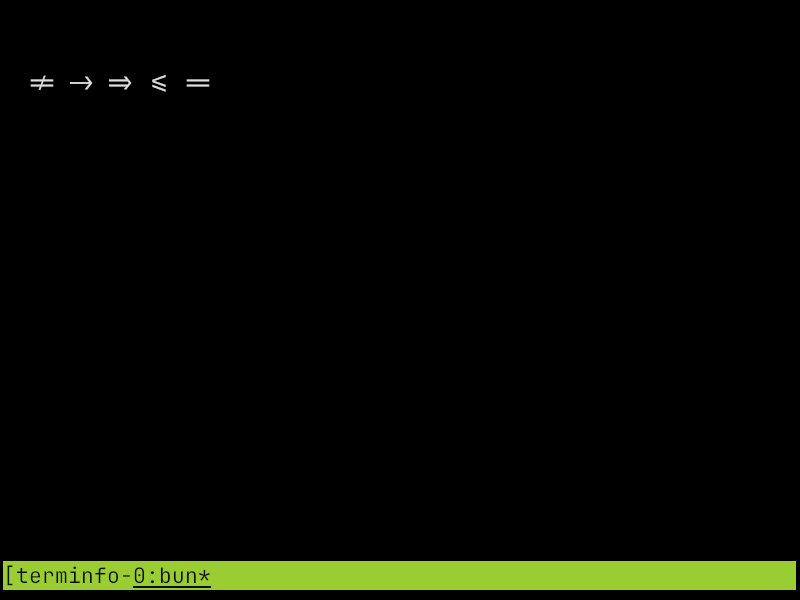 != -> => <= ==
[terminfo-0:bun*